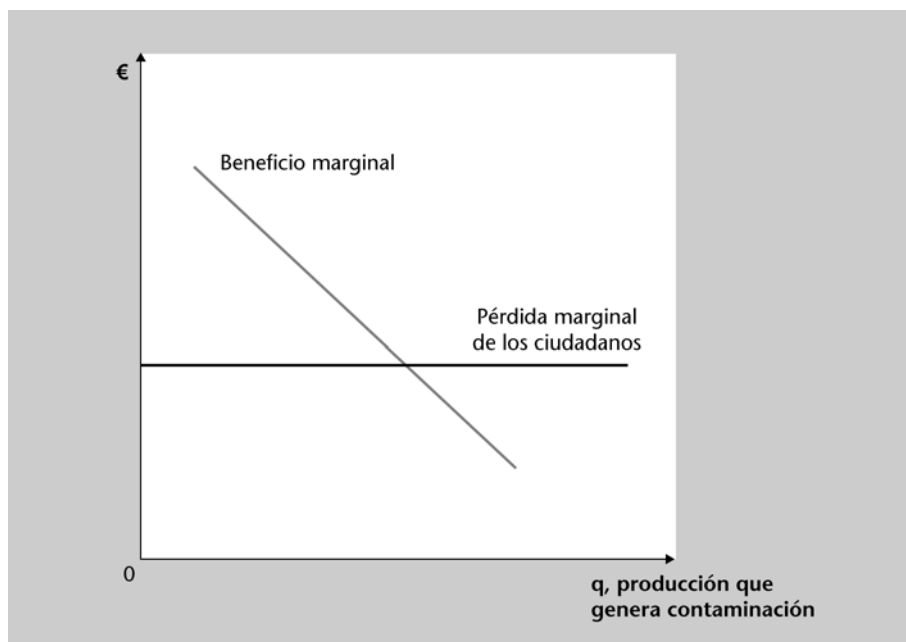 €
Beneficio marginal
Pérdida marginal
de los ciudadanos
0
q, producción que
genera contaminación